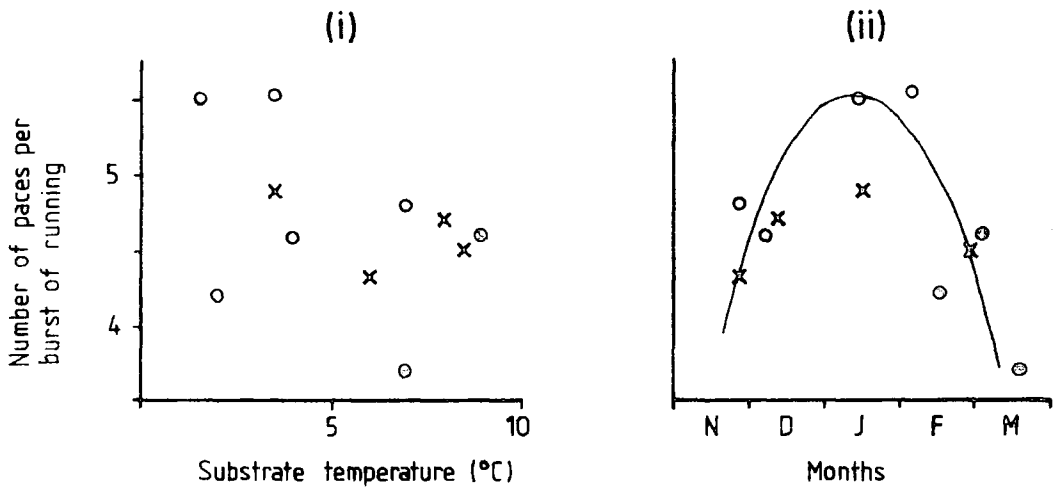 (i)
(ii)
Number of paces per
burst of running
5
4
5
10
Substrate temperature (°C)
N D J F M
Months